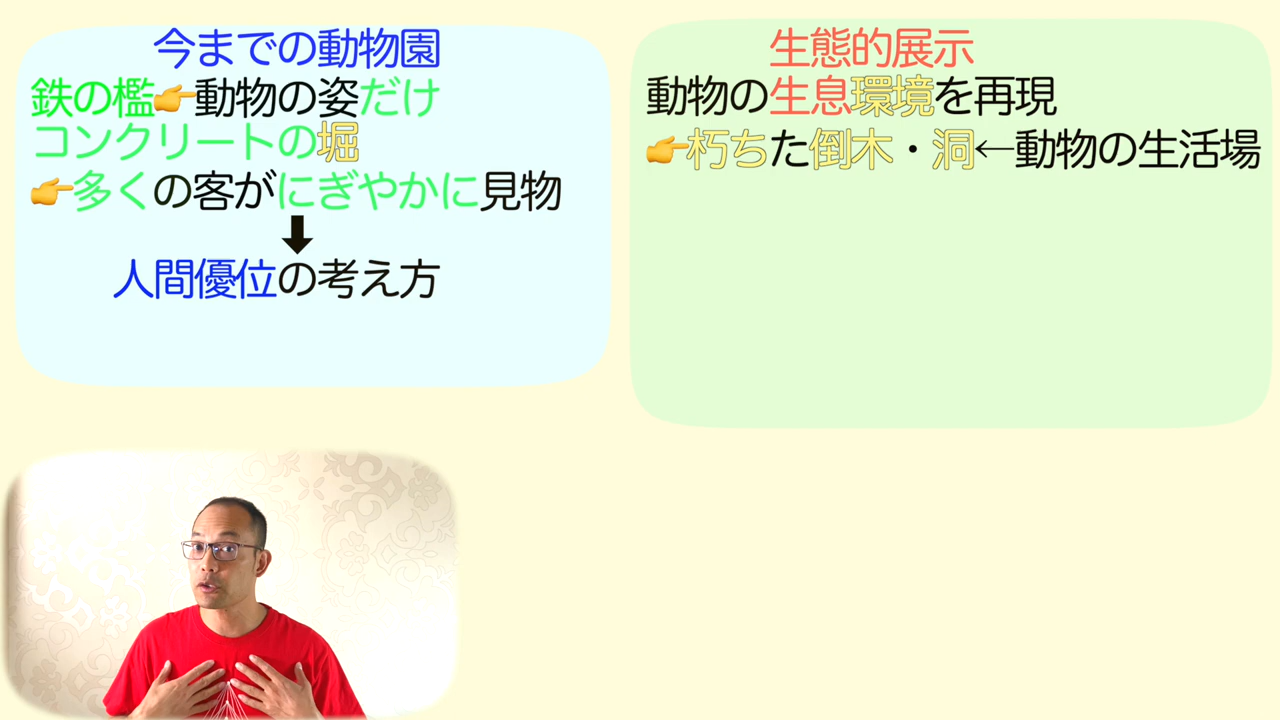 今までの動物園
鉄の檻👉動物の姿だけ
コンクリートの堀
👉多くの客がにぎやかに見物
⬇
人間優位の考え方
生態的展示
動物の生息環境を再現
👉朽ちた倒木・洞←動物の生活場